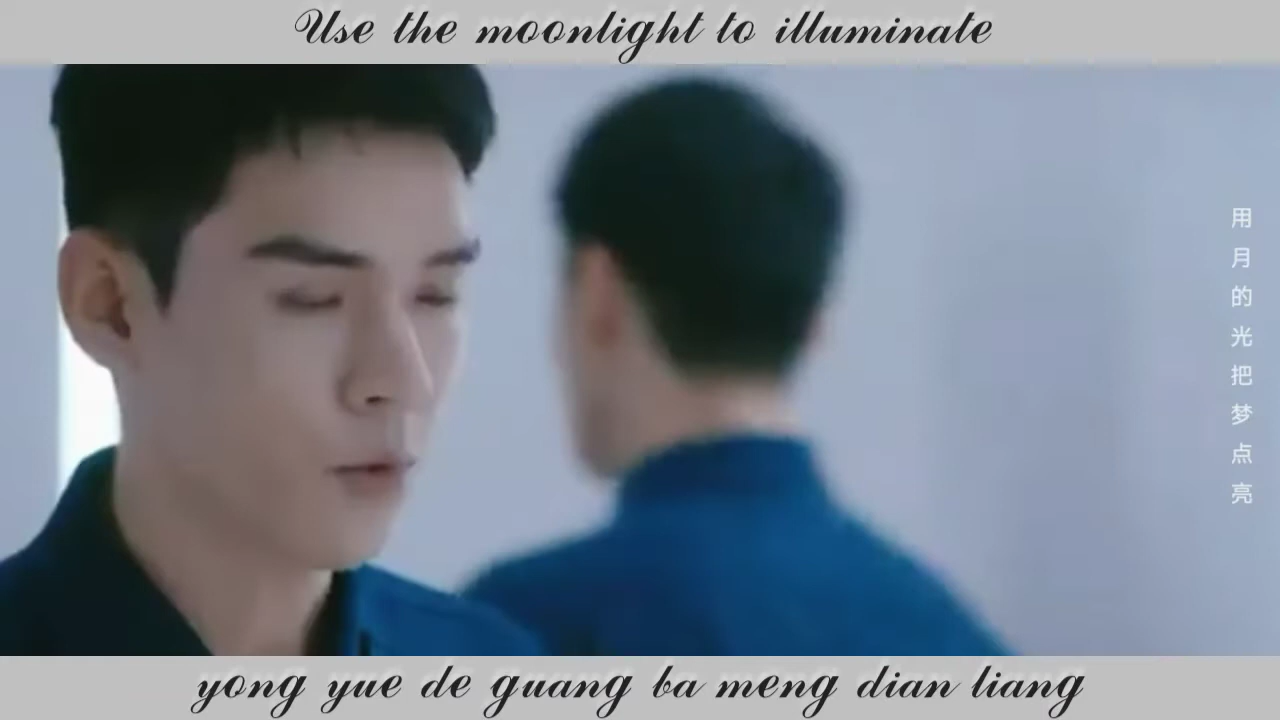 Use the moonlight to illuminate
用月的光把梦点亮
yong yue de guang ba meng dian liang